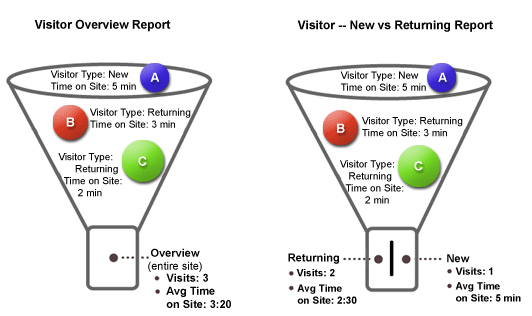 Visitor Overview Report
Visitor Type: New
Time on Site: 5 min
A
B
Visitor Type: Returning
Time on Site: 3 min
Visitor Type:
Returning
Time on Site:
2 min
C
Overview
(entire site)
• Visits: 3
• Avg Time
on Site: 3:20
Visitor -- New vs Returning Report
Visitor Type: New
Time on Site: 5 min
A
B
Visitor Type: Returning
Time on Site: 3 min
Visitor Type:
Returning
Time on Site:
2 min
C
Returning
• Visits: 2
• Avg Time
on Site: 2:30
New
• Visits: 1
• Avg Time
on Site: 5 min